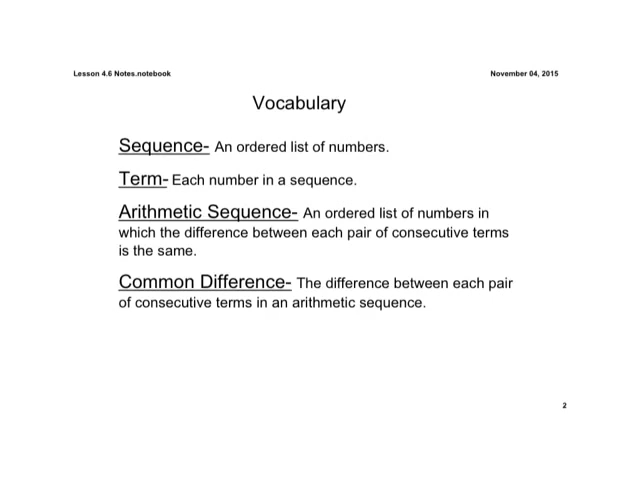 Lesson 4.6 Notes.notebook
November 04, 2015
Vocabulary
Sequence- An ordered list of numbers.
Term- Each number in a sequence.
Arithmetic Sequence- An ordered list of numbers in
which the difference between each pair of consecutive terms
is the same.
Common Difference- The difference between each pair
of consecutive terms in an arithmetic sequence.
2